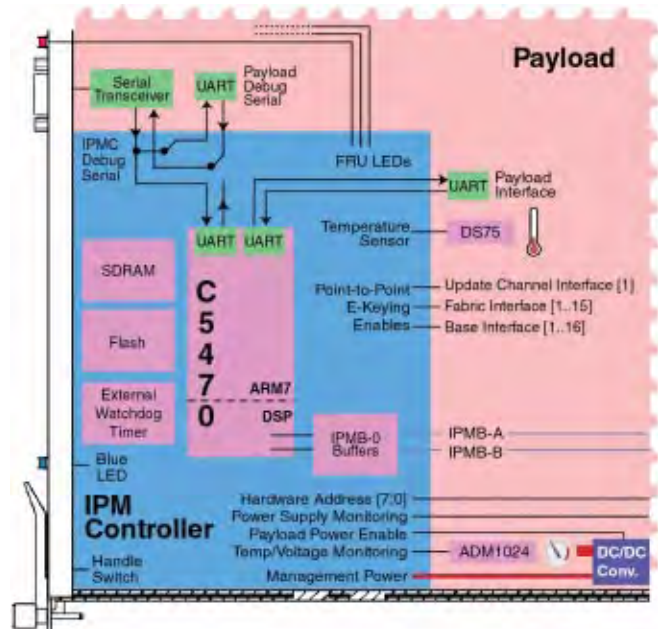 Payload
Serial
Transceiver
UART
Payload
Debug
Serial
IPMC
Debug
Serial
FRU LEDs
UART
Payload
Interface
UART
UART
Temperature
Sensor
DS75
SDRAM
C
5
4
7
0
Point-to-Point
Update Channel Interface [1]
E-Keying
Fabric Interface [1..15]
Enables
Base Interface [1..16]
Flash
ARM7
DSP
External
Watchdog
Timer
IPMB-0
Buffers
IPMB-A
IPMB-B
Blue
LED
IPM
Controller
Hardware Address [7:0]
Power Supply Monitoring
Payload Power Enable
Temp/Voltage Monitoring
ADM1024
DC/DC
Conv.
Handle
Switch
Management Power